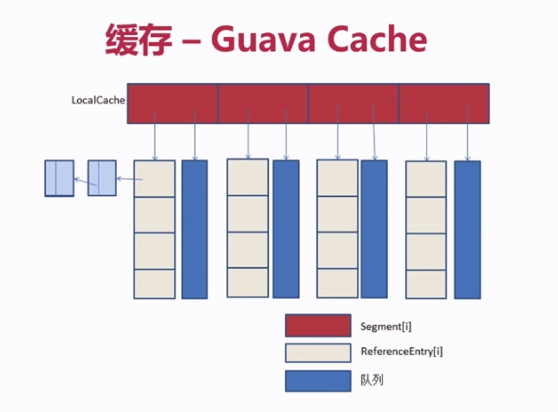 缓存 – Guava Cache
LocalCache
Segment[i]
ReferenceEntry[i]
队列